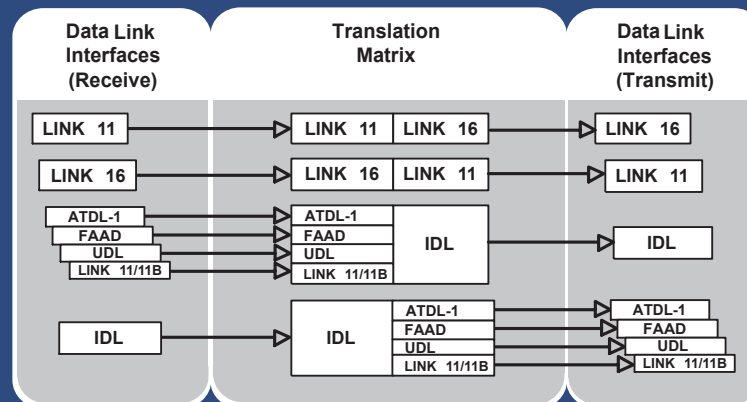 Data Link
Interfaces
(Receive)
Translation
Matrix
Data Link
Interfaces
(Transmit)
LINK 11
LINK 11
LINK 16
LINK 16
LINK 16
LINK 16
LINK 11
LINK 11
ATDL-1
FAAD
UDL
LINK 11/11B
ATDL-1
FAAD
UDL
LINK 11/11B
IDL
IDL
IDL
IDL
ATDL-1
FAAD
UDL
LINK 11/11B
ATDL-1
FAAD
UDL
LINK 11/11B